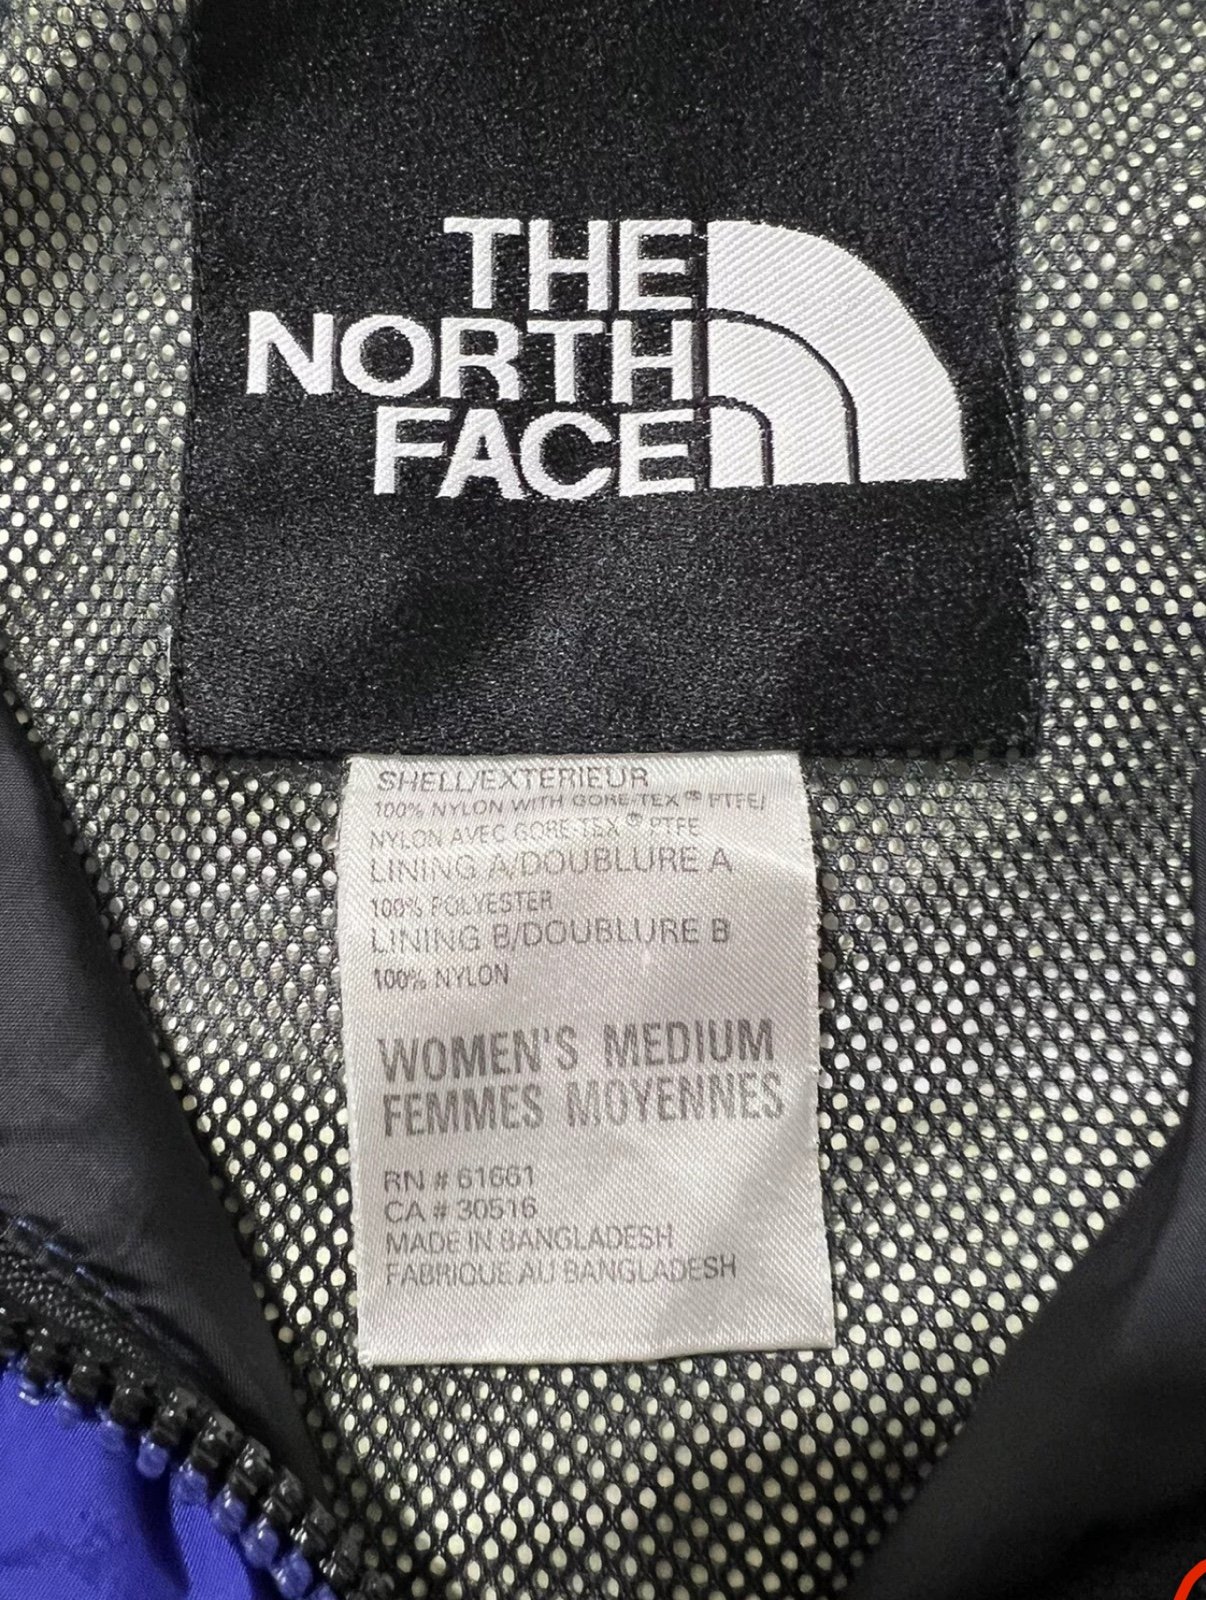 THE
NORTH
FACE
SHELL/EXTERIEUR
100% NYLON WITH GORE-TEX® PTFE/
NYLON AVEC GORE-TEX® PTFE
LINING A/DOUBLURE A
100% POLYESTER
LINING B/DOUBLURE B
100% NYLON
WOMEN'S MEDIUM
FEMMES MOYENNES
RN # 61661
CA # 30516
MADE IN BANGLADESH
FABRIQUE AU BANGLADESH